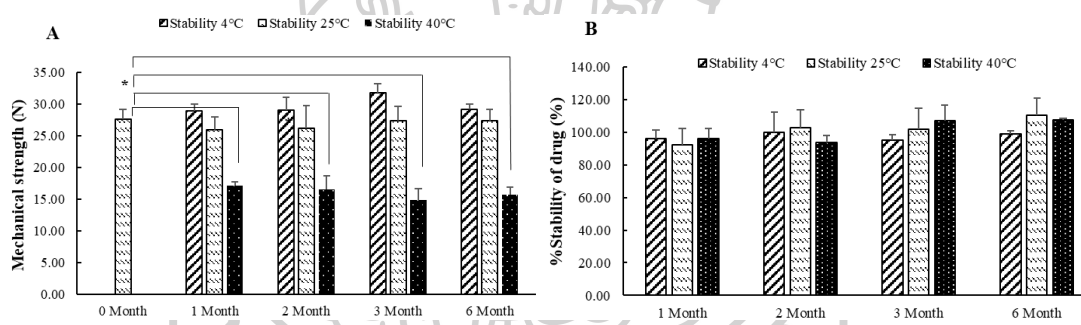 A
Stability 4°C Stability 25°C Stability 40°C
Mechanical strength (N)
35.00
30.00
25.00
20.00
15.00
10.00
5.00
0.00
*
0 Month 1 Month 2 Month 3 Month 6 Month
B
Stability 4°C Stability 25°C Stability 40°C
%Stability of drug (%)
140.00
120.00
100.00
80.00
60.00
40.00
20.00
0.00
1 Month 2 Month 3 Month 6 Month